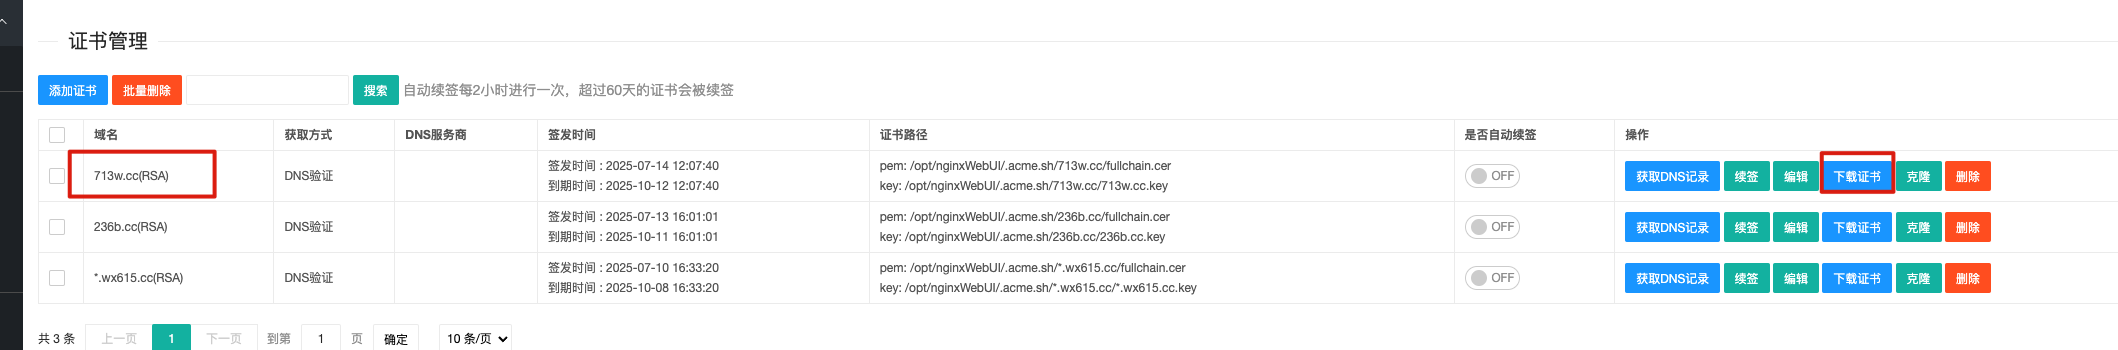 证书管理
添加证书 批量删除 搜索 自动续签每2小时进行一次，超过60天的证书会被续签
域名 获取方式 DNS服务商 签发时间 证书路径 是否自动续签 操作
713w.cc(RSA) DNS验证 签发时间 : 2025-07-14 12:07:40 pem: /opt/nginxWebUI/.acme.sh/713w.cc/fullchain.cer OFF 获取DNS记录 续签 编辑 下载证书 克隆 删除
到期时间 : 2025-10-12 12:07:40 key: /opt/nginxWebUI/.acme.sh/713w.cc/713w.cc.key
236b.cc(RSA) DNS验证 签发时间 : 2025-07-13 16:01:01 pem: /opt/nginxWebUI/.acme.sh/236b.cc/fullchain.cer OFF 获取DNS记录 续签 编辑 下载证书 克隆 删除
到期时间 : 2025-10-11 16:01:01 key: /opt/nginxWebUI/.acme.sh/236b.cc/236b.cc.key
*.wx615.cc(RSA) DNS验证 签发时间 : 2025-07-10 16:33:20 pem: /opt/nginxWebUI/.acme.sh/*.wx615.cc/fullchain.cer OFF 获取DNS记录 续签 编辑 下载证书 克隆 删除
到期时间 : 2025-10-08 16:33:20 key: /opt/nginxWebUI/.acme.sh/*.wx615.cc/*.wx615.cc.key
共 3 条 上一页 1 下一页 到第 1 页 确定 10 条/页